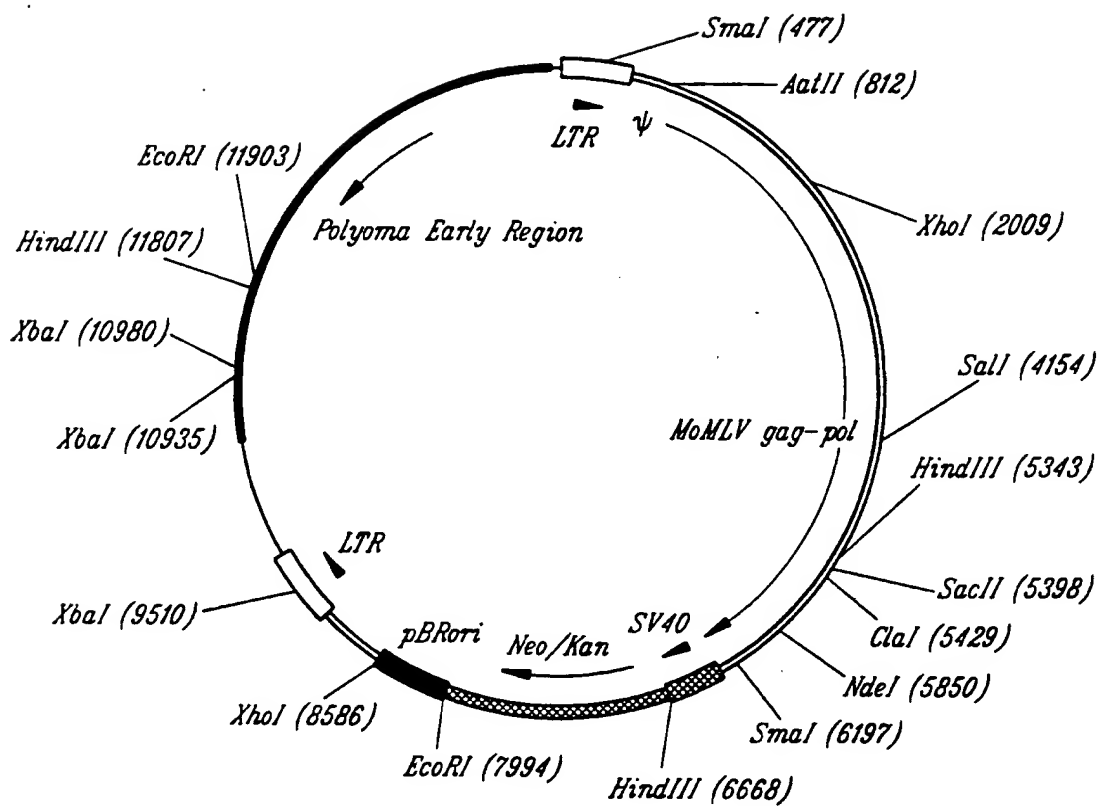 SmaI (477)
AatII (812)
LTR
ψ
EcoRI (11903)
Polyoma Early Region
XhoI (2009)
HindIII (11807)
XbaI (10980)
SalI (4154)
XbaI (10935)
MoMLV gag-pol
HindIII (5343)
LTR
SacII (5398)
XbaI (9510)
ClaI (5429)
pBRori
Neo/Kan
SV40
NdeI (5850)
XhoI (8586)
SmaI (6197)
EcoRI (7994)
HindIII (6668)